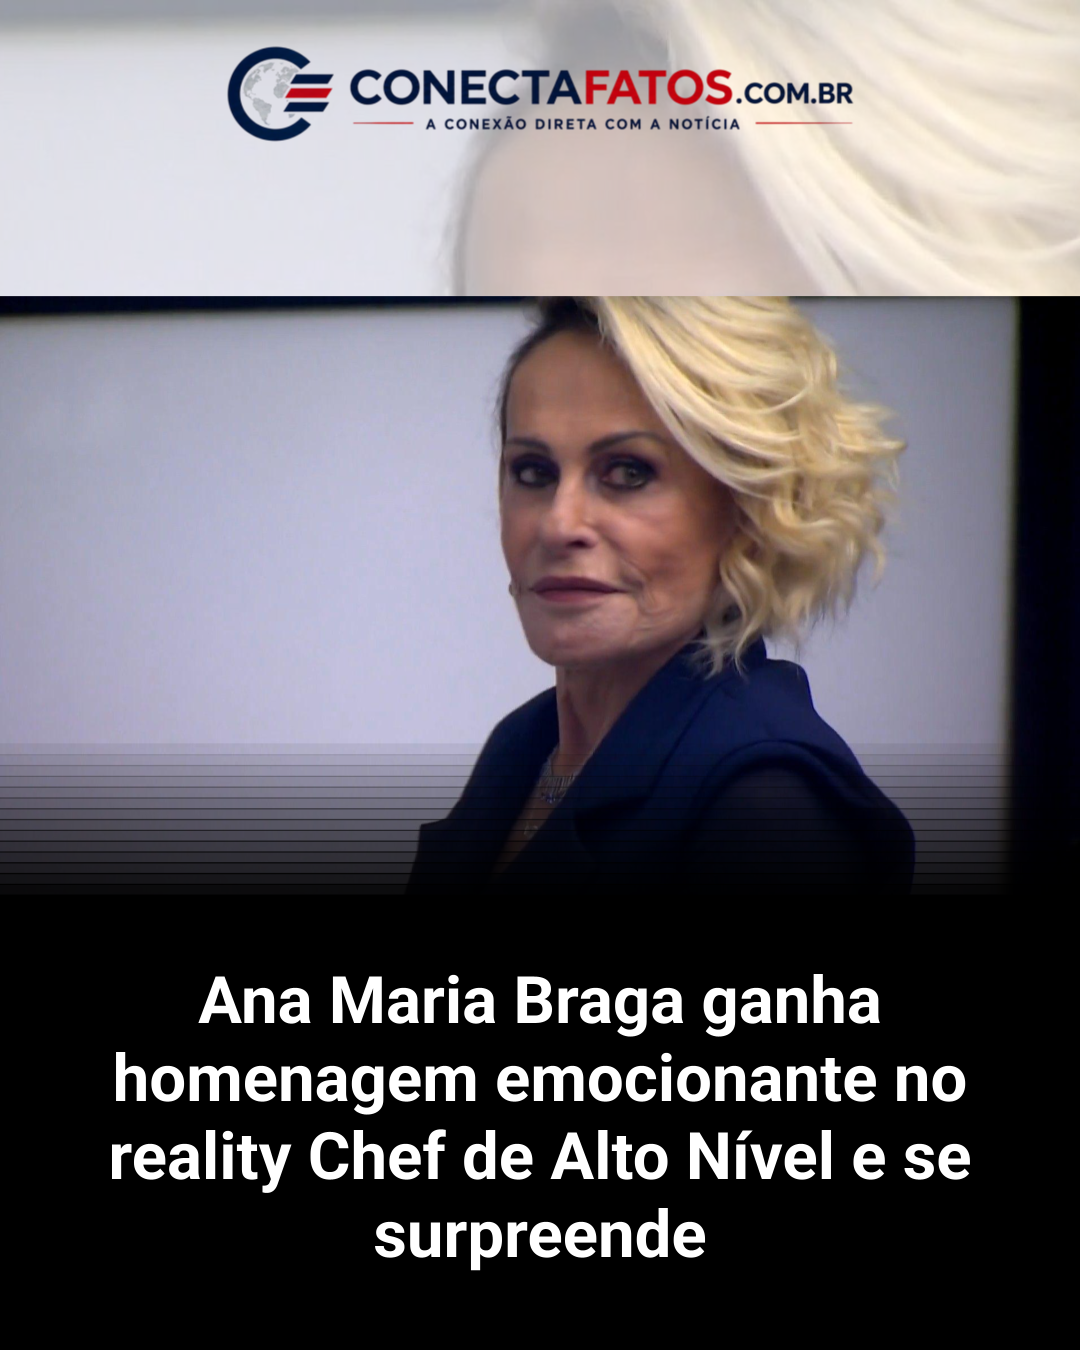 CONECTAFATOS.COM.BR
A CONEXÃO DIRETA COM A NOTÍCIA
Ana Maria Braga ganha
homenagem emocionante no
reality Chef de Alto Nível e se
surpreende